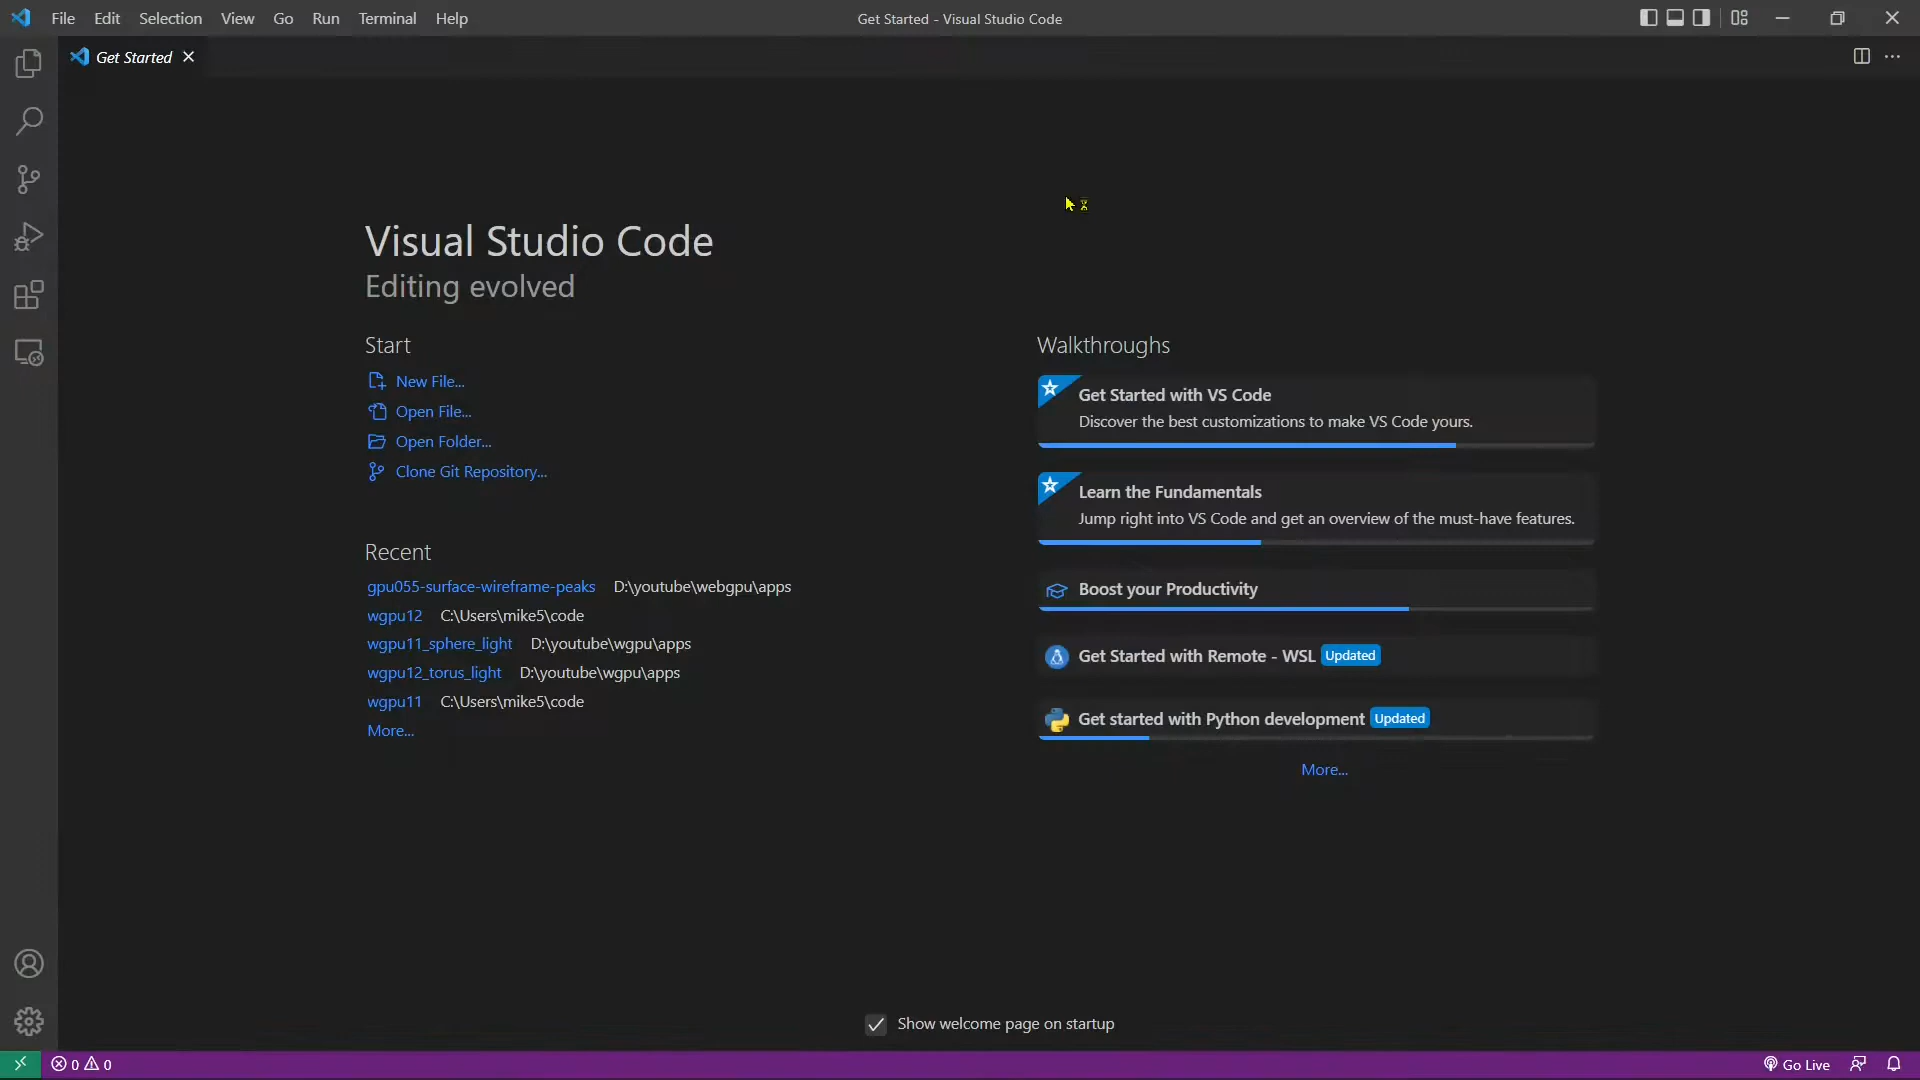 File Edit Selection View Go Run Terminal Help
Get Started - Visual Studio Code
Get Started
Visual Studio Code
Editing evolved
Start
New File...
Open File...
Open Folder...
Clone Git Repository...
Recent
gpu055-surface-wireframe-peaks D:\youtube\webgpu\apps
wgpu12 C:\Users\mike5\code
wgpu11_sphere_light D:\youtube\wgpu\apps
wgpu12_torus_light D:\youtube\wgpu\apps
wgpu11 C:\Users\mike5\code
More...
Walkthroughs
Get Started with VS Code
Discover the best customizations to make VS Code yours.
Learn the Fundamentals
Jump right into VS Code and get an overview of the must-have features.
Boost your Productivity
Get Started with Remote - WSL Updated
Get started with Python development Updated
More...
Show welcome page on startup
0 0
Go Live